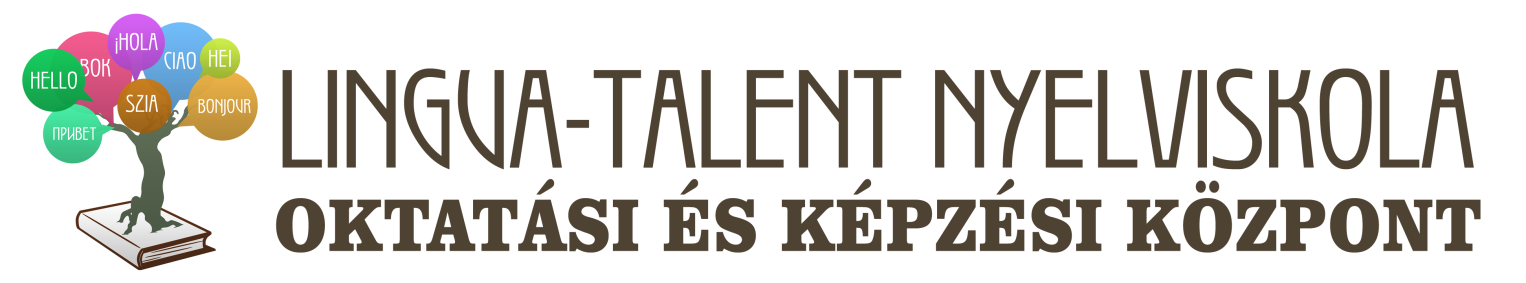 ¡HOLA
BOK
CIAO
HEI
HELLO
SZIA
BONJOUR
ПРИВЕТ
LINGUA-TALENT NYELVISKOLA
OKTATÁSI ÉS KÉPZÉSI KÖZPONT